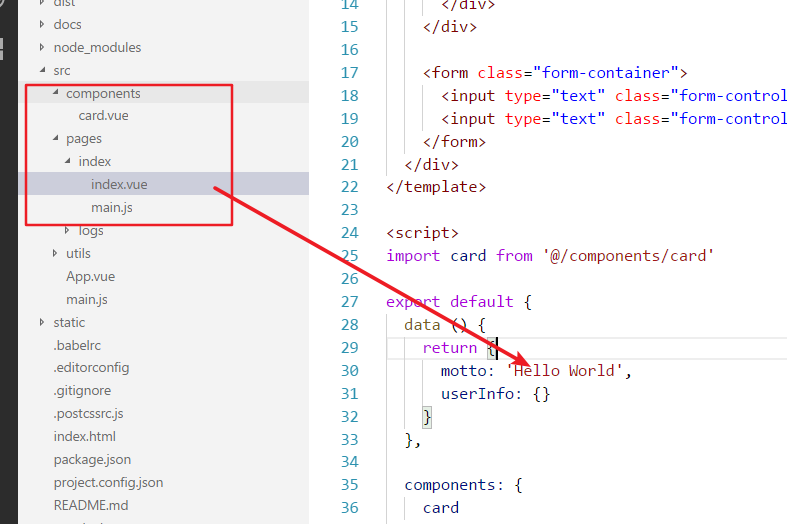 dist
docs
node_modules
src
components
card.vue
pages
index
index.vue
main.js
logs
utils
App.vue
main.js
static
.babelrc
.editorconfig
.gitignore
.postcssrc.js
index.html
package.json
project.config.json
README.md
14 </div>
15 </div>
16
17 <form class="form-container">
18 <input type="text" class="form-control
19 <input type="text" class="form-control
20 </form>
21 </div>
22 </template>
23
24 <script>
25 import card from '@/components/card'
26
27 export default {
28 data () {
29 return {
30 motto: 'Hello World',
31 userInfo: {}
32 }
33 },
34
35 components: {
36 card